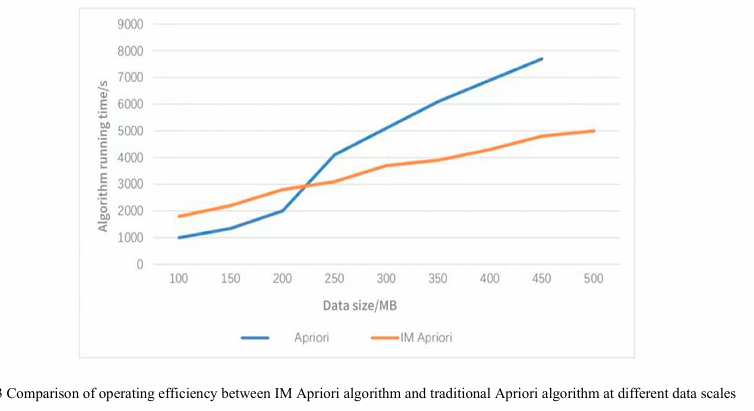 9000
8000
7000
6000
5000
4000
3000
2000
1000
0
Algorithm running time/s
100 150 200 250 300 350 400 450 500
Data size/MB
Apriori IM Apriori
3 Comparison of operating efficiency between IM Apriori algorithm and traditional Apriori algorithm at different data scales